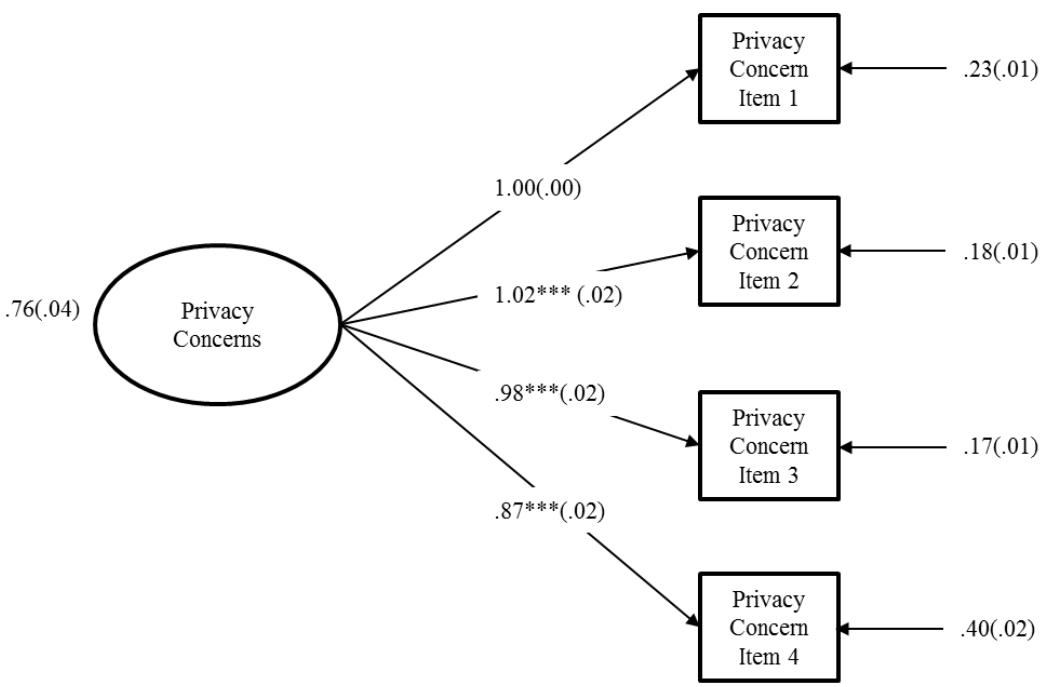 Privacy
Concern
Item 1
.23(.01)
1.00(.00)
Privacy
Concern
Item 2
.18(.01)
1.02*** (.02)
.76(.04)
Privacy
Concerns
.98***(.02)
Privacy
Concern
Item 3
.17(.01)
.87***(.02)
Privacy
Concern
Item 4
.40(.02)